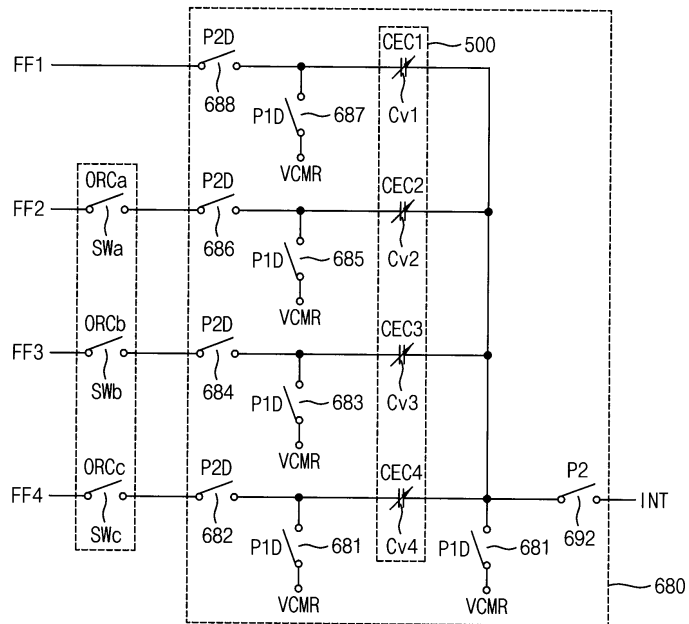 P2D CEC1 500
FF1
688 P1D 687 Cv1
VCMR
ORCa P2D CEC2
FF2
SWa 686 P1D 685 Cv2
VCMR
ORCb P2D CEC3
FF3
SWb 684 P1D 683 Cv3
VCMR
ORCc P2D CEC4 P2
FF4 INT
SWc 682 P1D 681 Cv4 P1D 681 692
680
VCMR VCMR